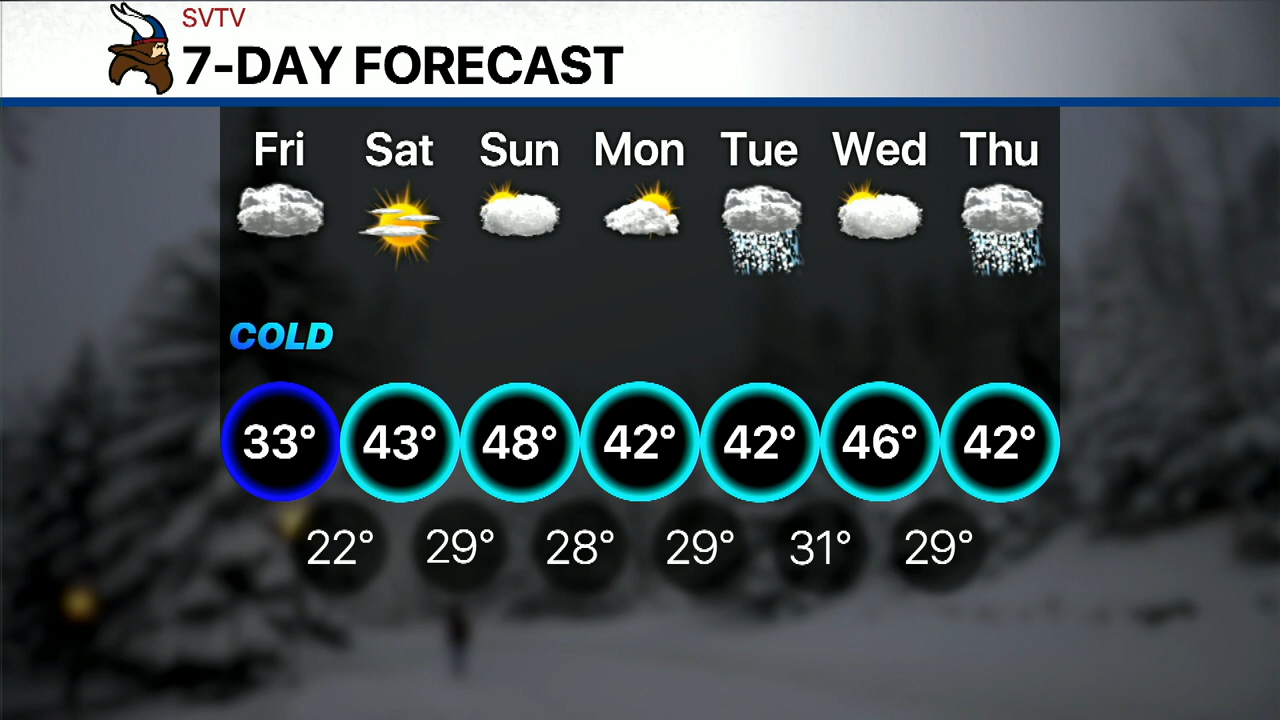 SVTV
7-DAY FORECAST
Fri Sat Sun Mon Tue Wed Thu
COLD
33° 43° 48° 42° 42° 46° 42°
22° 29° 28° 29° 31° 29°